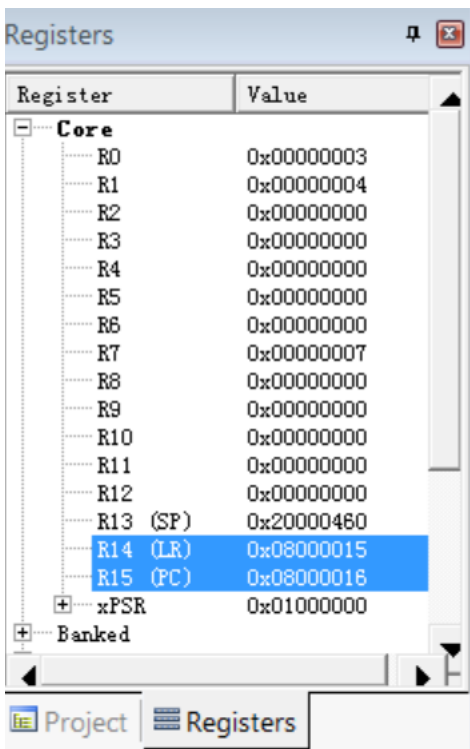 Registers
Register Value
Core
R0 0x00000003
R1 0x00000004
R2 0x00000000
R3 0x00000000
R4 0x00000000
R5 0x00000000
R6 0x00000000
R7 0x00000007
R8 0x00000000
R9 0x00000000
R10 0x00000000
R11 0x00000000
R12 0x00000000
R13 (SP) 0x20000460
R14 (LR) 0x08000015
R15 (PC) 0x08000016
xPSR 0x01000000
Banked
Project Registers